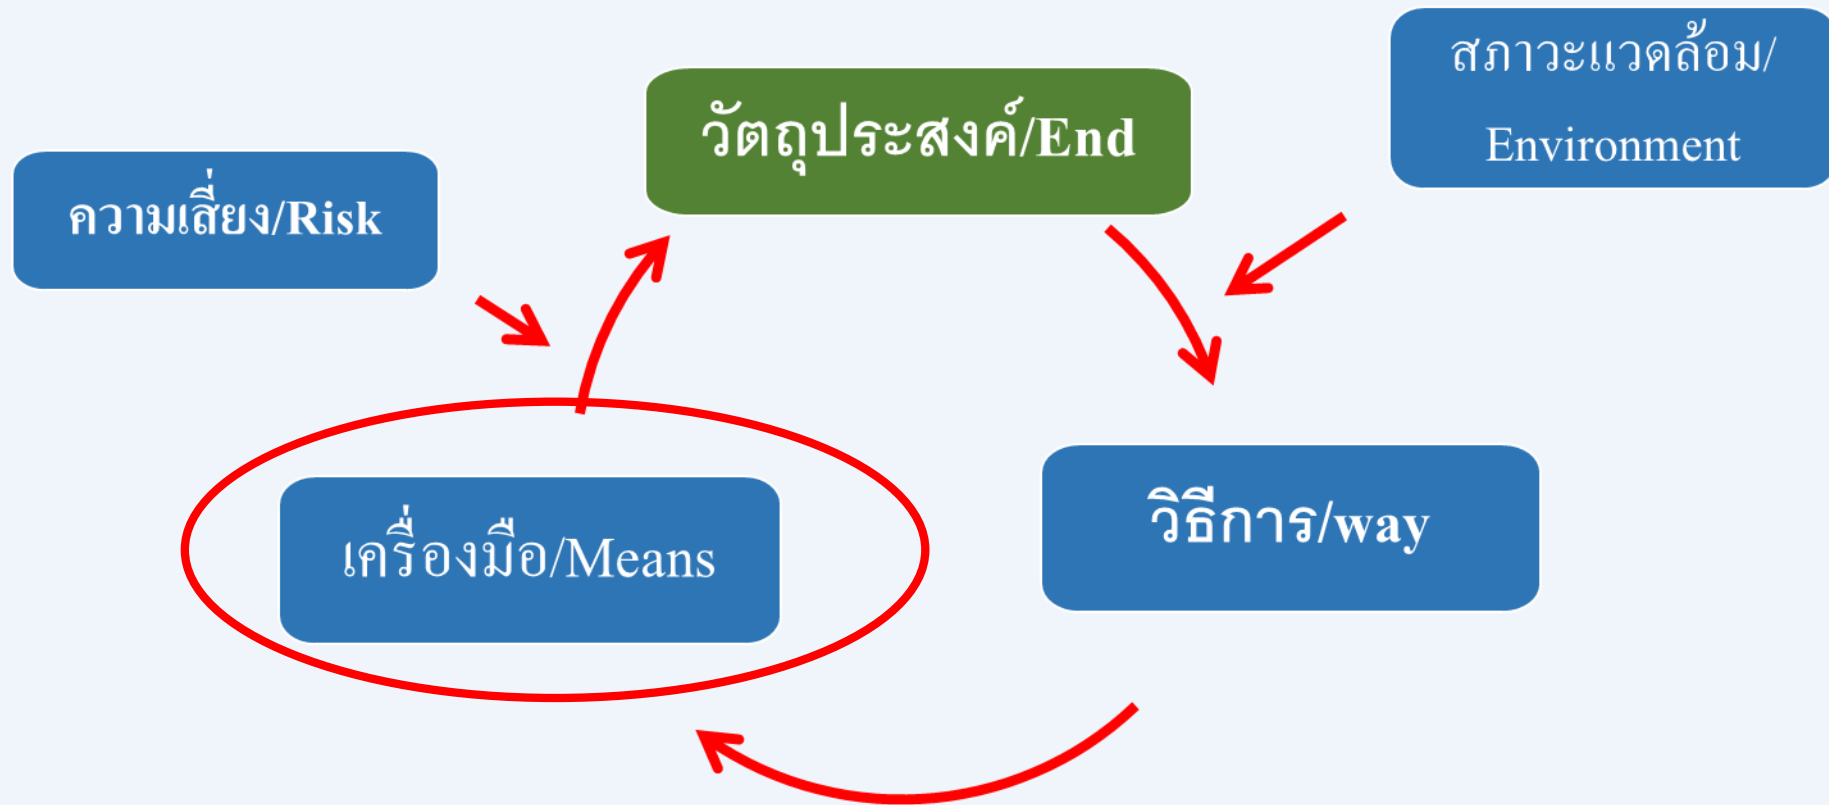 สภาวะแวดล้อม/
Environment
วัตถุประสงค์/End
ความเสี่ยง/Risk
เครื่องมือ/Means
วิธีการ/way